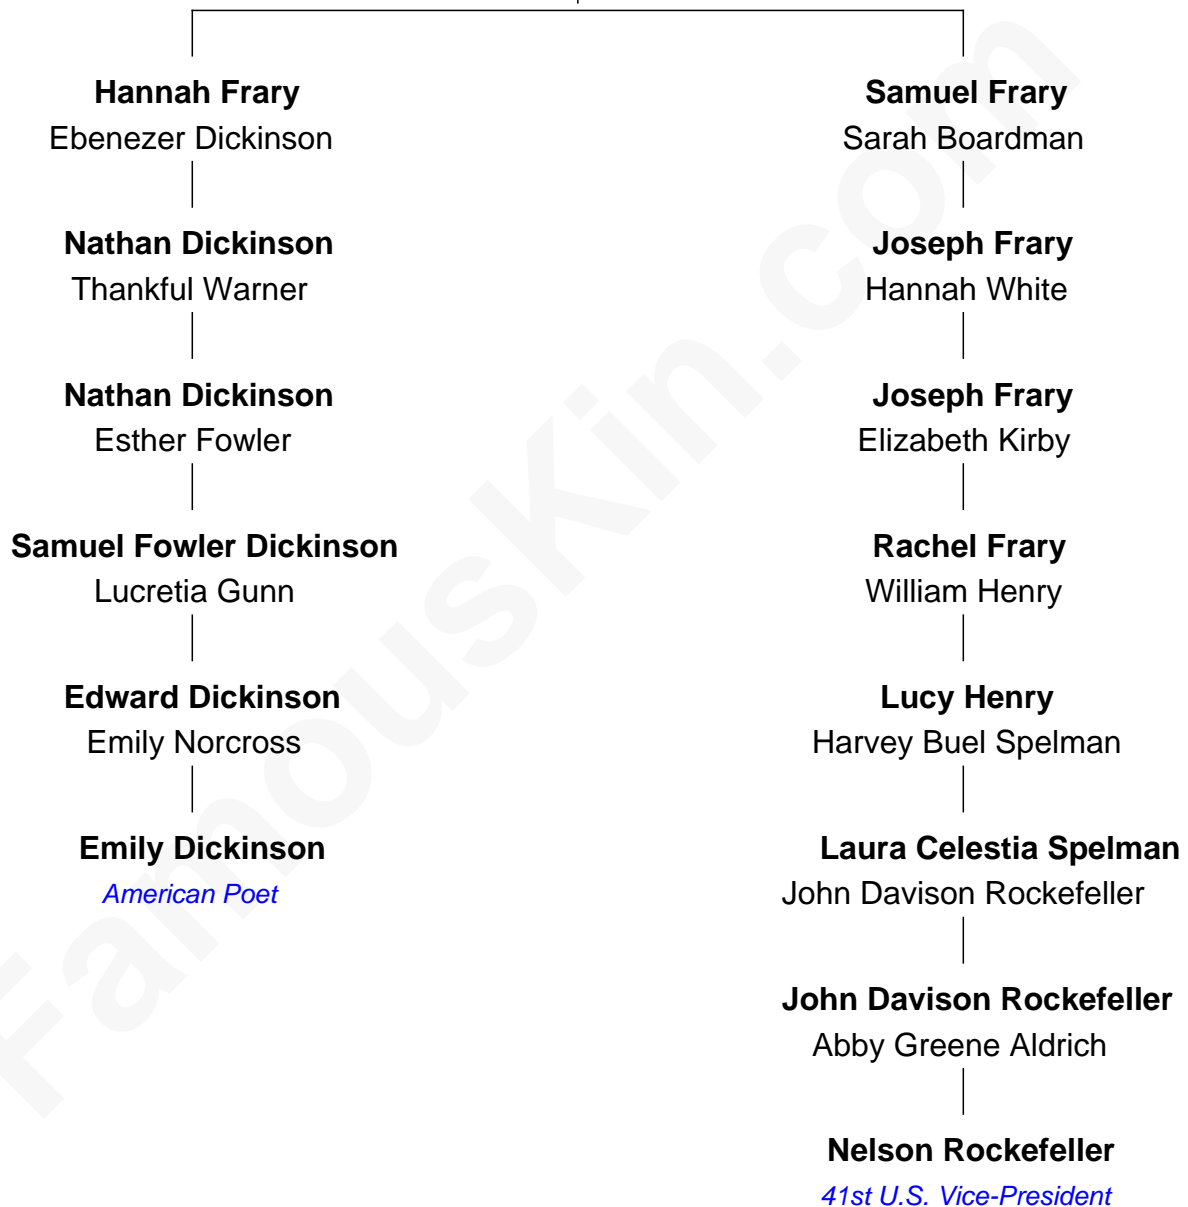 Hannah Frary
Ebenezer Dickinson
Nathan Dickinson
Thankful Warner
Nathan Dickinson
Esther Fowler
Samuel Fowler Dickinson
Lucretia Gunn
Edward Dickinson
Emily Norcross
Emily Dickinson
American Poet
Samuel Frary
Sarah Boardman
Joseph Frary
Hannah White
Joseph Frary
Elizabeth Kirby
Rachel Frary
William Henry
Lucy Henry
Harvey Buel Spelman
Laura Celestia Spelman
John Davison Rockefeller
John Davison Rockefeller
Abby Greene Aldrich
Nelson Rockefeller
41st U.S. Vice-President
FamousKin.com